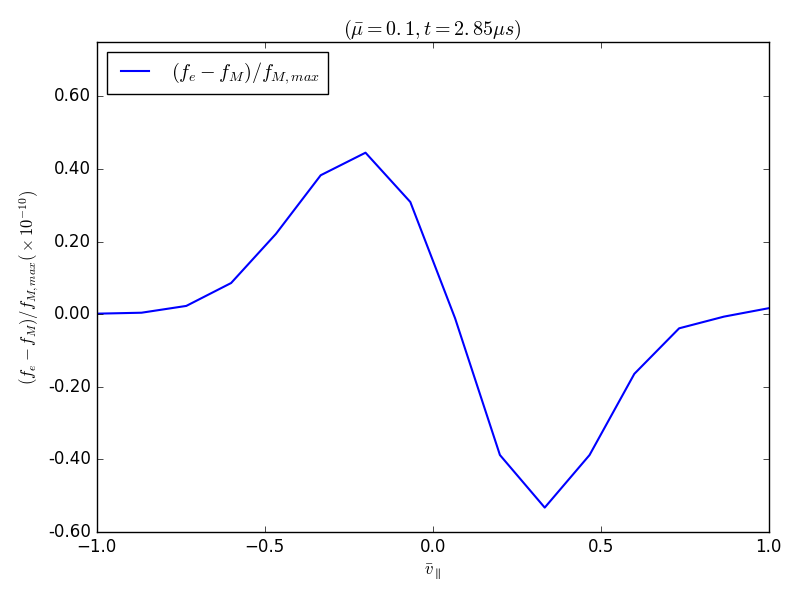 (μ̄ = 0.1, t = 2.85μs)
(f_e − f_M)/f_{M,max}
(f_e − f_M)/f_{M,max}(×10^{−10})
0.60
0.40
0.20
0.00
-0.20
-0.40
-0.60
−1.0 −0.5 0.0 0.5 1.0
v̄_∥